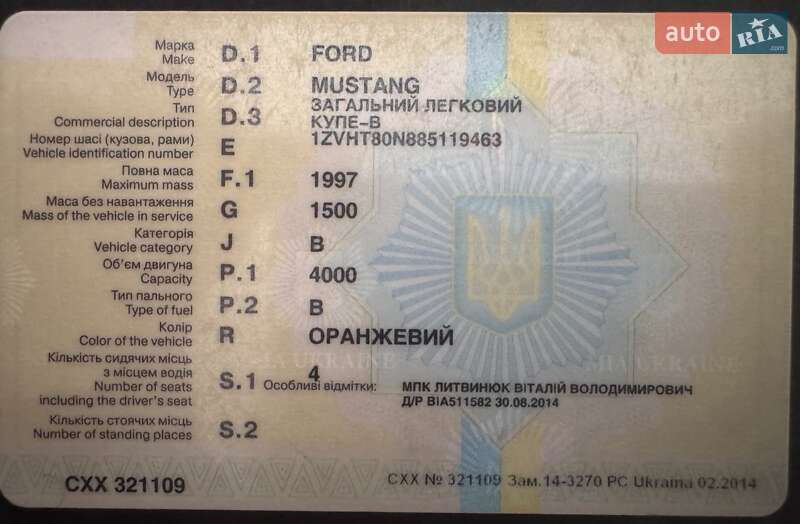 auto RIA.com
Марка
Make D.1 FORD
Модель
Type D.2 MUSTANG
Тип
Commercial description D.3 ЗАГАЛЬНИЙ ЛЕГКОВИЙ
КУПЕ-В
Номер шасі (кузова, рами)
Vehicle identification number E 1ZVHT80N885119463
Повна маса
Maximum mass F.1 1997
Маса без навантаження
Mass of the vehicle in service G 1500
Категорія
Vehicle category J B
Об'єм двигуна
Capacity P.1 4000
Тип пального
Type of fuel P.2 B
Колір
Color of the vehicle R ОРАНЖЕВИЙ
Кількість сидячих місць
з місцем водія
Number of seats
including the driver's seat S.1 4
Особливі відмітки: МПК ЛИТВИНЮК ВІТАЛІЙ ВОЛОДИМИРОВИЧ
Д/Р ВІА511582 30.08.2014
Кількість стоячих місць
Number of standing places S.2
СХХ 321109
СХХ № 321109 Зам.14-3270 РС Ukraina 02.2014